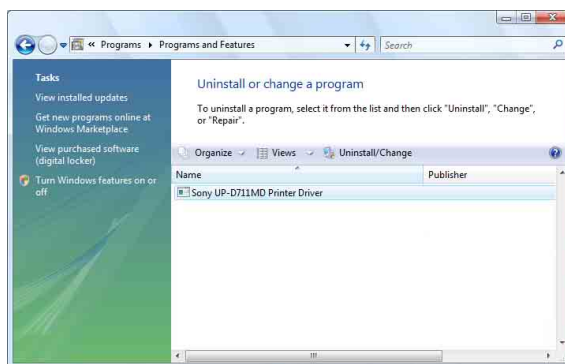 « Programs ▸ Programs and Features
Search
Tasks
View installed updates
Get new programs online at
Windows Marketplace
View purchased software
(digital locker)
Turn Windows features on or
off
Uninstall or change a program
To uninstall a program, select it from the list and then click "Uninstall", "Change",
or "Repair".
Organize
Views
Uninstall/Change
Name
Publisher
Sony UP-D711MD Printer Driver